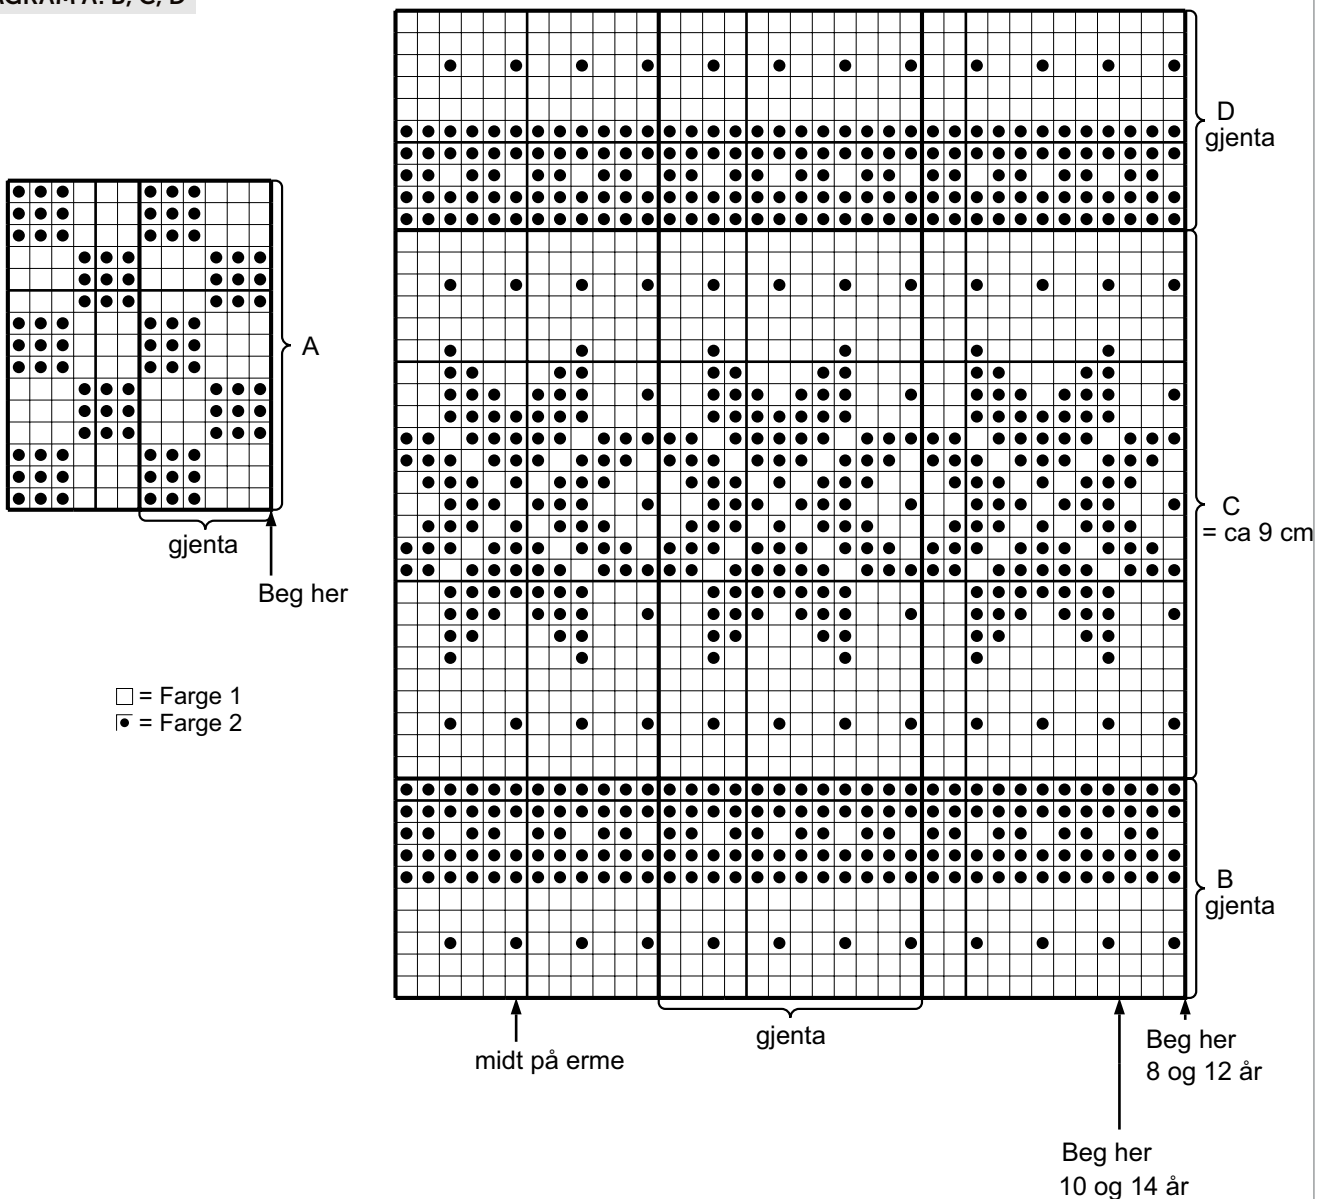 A: B, C, D
D
gjenta
A
gjenta
Beg her
C
= ca 9 cm
= Farge 1
= Farge 2
B
gjenta
gjenta
midt på erme
Beg her
8 og 12 år
Beg her
10 og 14 år